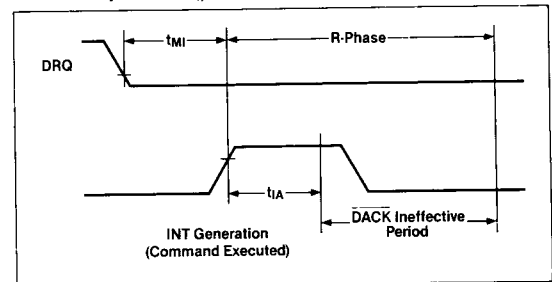 tMI
R-Phase
DRQ
tIA
DACK Ineffective
Period
INT Generation
(Command Executed)